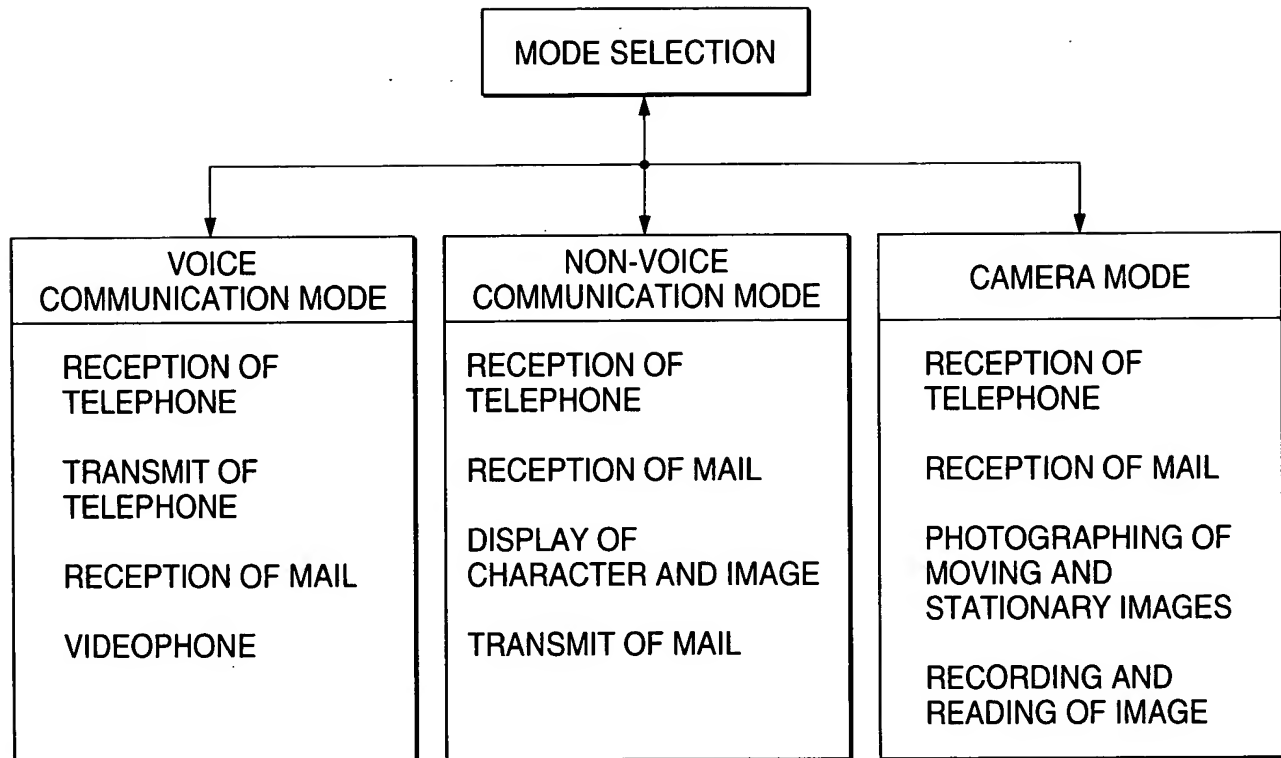 MODE SELECTION
VOICE
COMMUNICATION MODE
RECEPTION OF
TELEPHONE
TRANSMIT OF
TELEPHONE
RECEPTION OF MAIL
VIDEOPHONE
NON-VOICE
COMMUNICATION MODE
RECEPTION OF
TELEPHONE
RECEPTION OF MAIL
DISPLAY OF
CHARACTER AND IMAGE
TRANSMIT OF MAIL
CAMERA MODE
RECEPTION OF
TELEPHONE
RECEPTION OF MAIL
PHOTOGRAPHING OF
MOVING AND
STATIONARY IMAGES
RECORDING AND
READING OF IMAGE